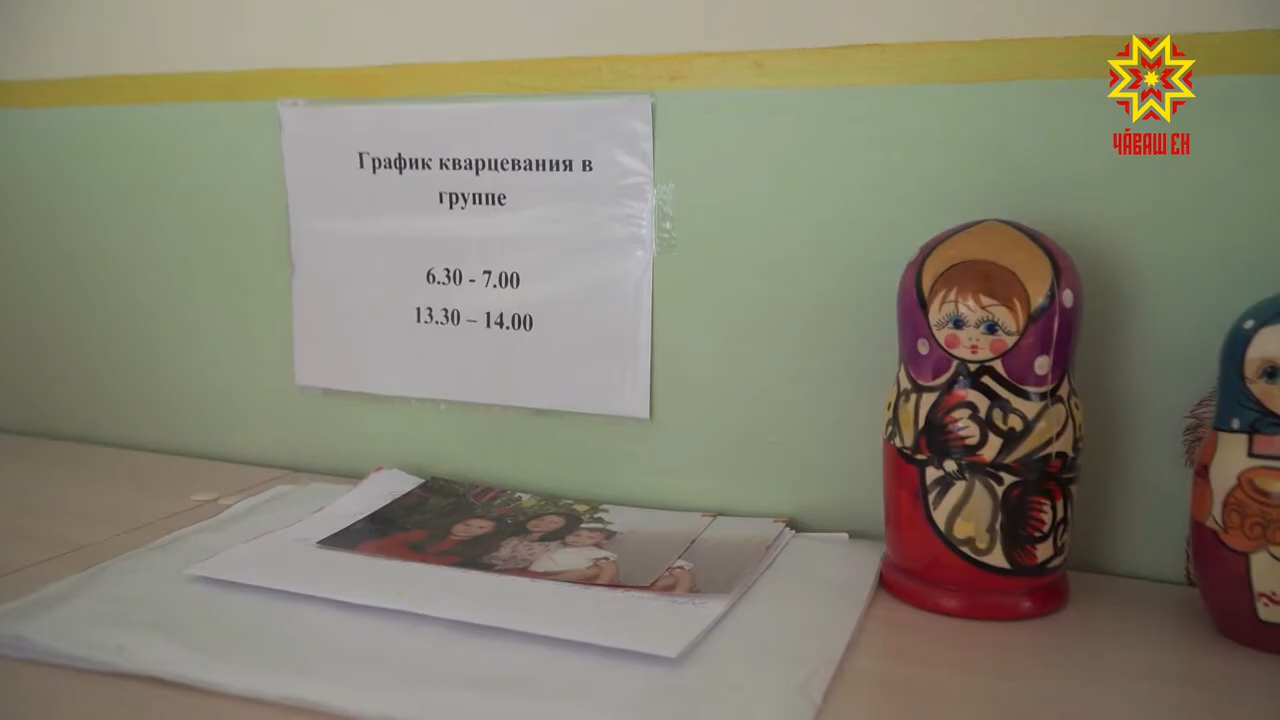 График кварцевания в
группе
6.30 - 7.00
13.30 – 14.00
ЧӐВАШ ЕН